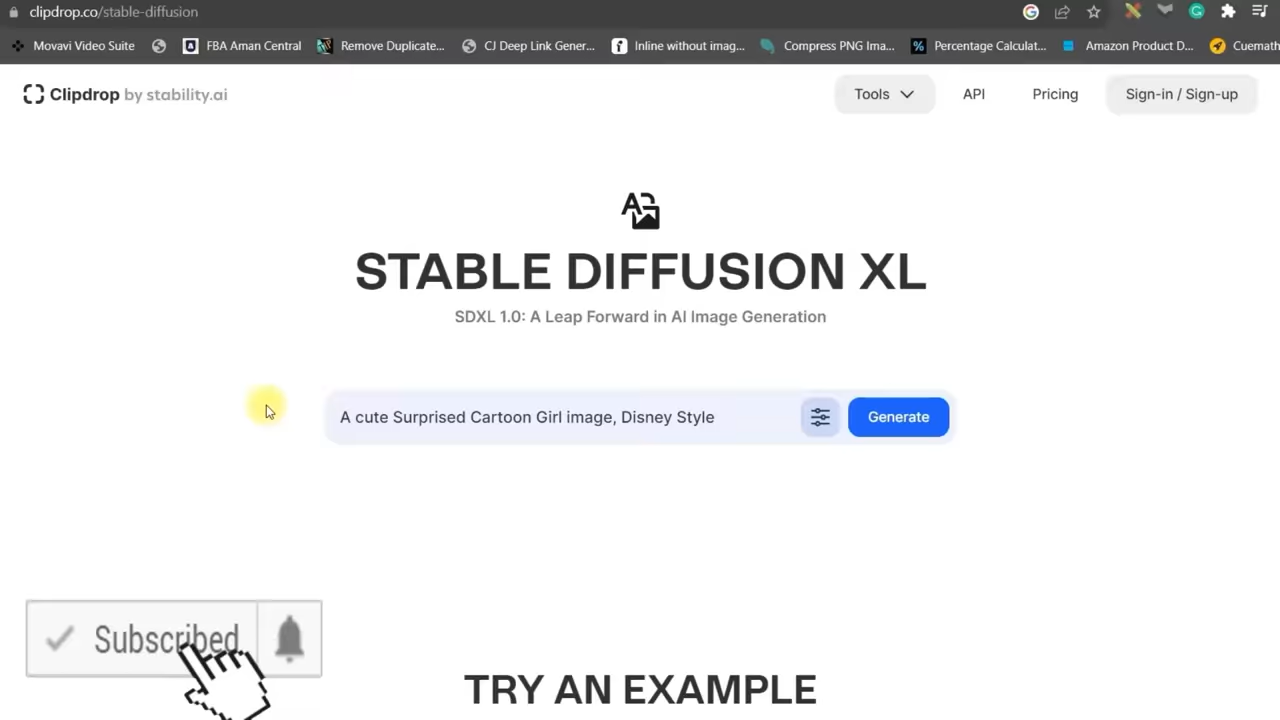 clipdrop.co/stable-diffusion
Movavi Video Suite
FBA Aman Central
Remove Duplicate...
CJ Deep Link Gener...
Inline without imag...
Compress PNG Ima...
Percentage Calculat...
Amazon Product D...
Cuemath
Clipdrop by stability.ai
Tools
API
Pricing
Sign-in / Sign-up
STABLE DIFFUSION XL
SDXL 1.0: A Leap Forward in AI Image Generation
A cute Surprised Cartoon Girl image, Disney Style
Generate
Subscribed
TRY AN EXAMPLE